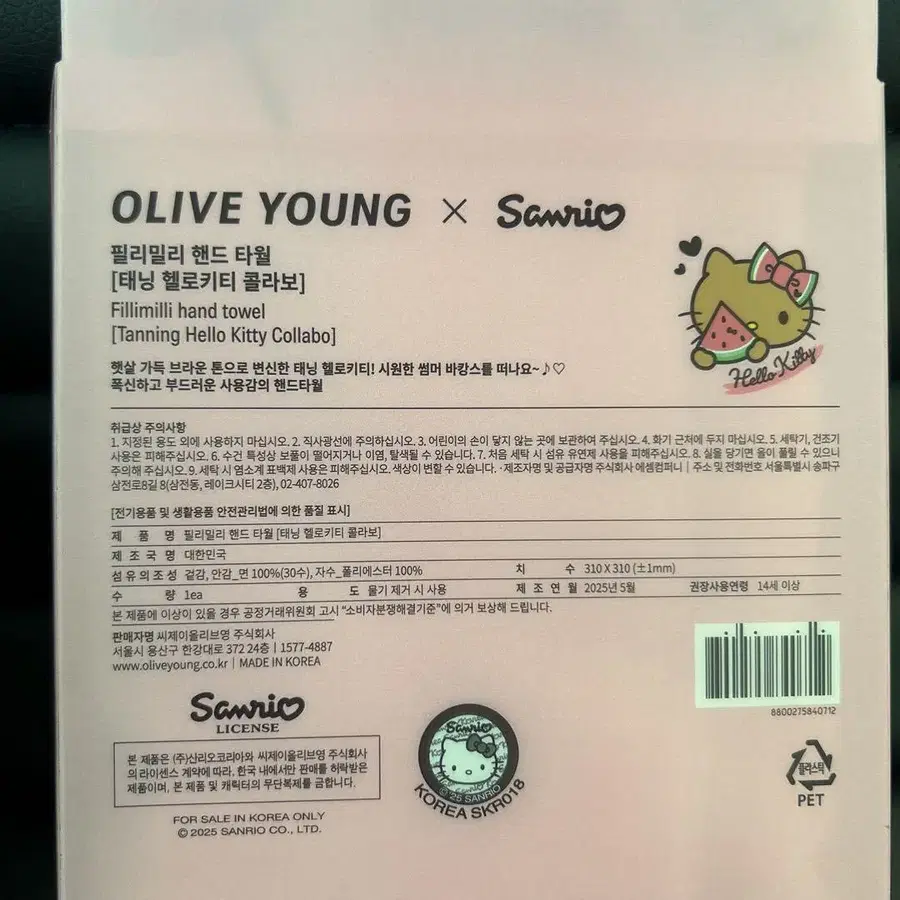 OLIVE YOUNG × Sanrio
필리밀리 핸드 타월
[태닝 헬로키티 콜라보]
Fillimilli hand towel
[Tanning Hello Kitty Collabo]
Hello Kitty
햇살 가득 브라운 톤으로 변신한 태닝 헬로키티! 시원한 썸머 바캉스를 떠나요~♪♡
폭신하고 부드러운 사용감의 핸드타월
취급상 주의사항
1. 지정된 용도 외에 사용하지 마십시오. 2. 직사광선에 주의하십시오. 3. 어린이의 손이 닿지 않는 곳에 보관하여 주십시오. 4. 화기 근처에 두지 마십시오. 5. 세탁기, 건조기
사용은 피해주십시오. 6. 수건 특성상 보풀이 떨어지거나 이염, 탈색될 수 있습니다. 7. 처음 세탁 시 섬유 유연제 사용을 피해주십시오. 8. 실을 당기면 올이 풀릴 수 있으니
주의해 주십시오. 9. 세탁 시 염소계 표백제 사용은 피해주십시오. 색상이 변할 수 있습니다. ·제조자명 및 공급자명 주식회사 에셈컴퍼니 | 주소 및 전화번호 서울특별시 송파구
삼전로8길 8(삼전동, 레이크시티 2층), 02-407-8026
[전기용품 및 생활용품 안전관리법에 의한 품질 표시]
제 품 명 필리밀리 핸드 타월 [태닝 헬로키티 콜라보]
제 조 국 명 대한민국
섬 유 의 조 성 겉감, 안감_면 100%(30수), 자수_폴리에스터 100% 치 수 310 X 310 (±1mm)
수 량 1ea 용 도 물기 제거 시 사용 제 조 연 월 2025년 5월 권장사용연령 14세 이상
본 제품에 이상이 있을 경우 공정거래위원회 고시 "소비자분쟁해결기준"에 의거 보상해 드립니다.
판매자명 씨제이올리브영 주식회사
서울시 용산구 한강대로 372 24층 | 1577-4887
www.oliveyoung.co.kr | MADE IN KOREA
8800275840712
Sanrio
LICENSE
본 제품은 (주)산리오코리아와 씨제이올리브영 주식회사
의 라이센스 계약에 따라, 한국 내에서만 판매를 허락받은
제품이며, 본 제품 및 캐릭터의 무단복제를 금합니다.
FOR SALE IN KOREA ONLY
© 2025 SANRIO CO., LTD.
Sanrio
© '25 SANRIO
KOREA SKR018
플라스틱
PET